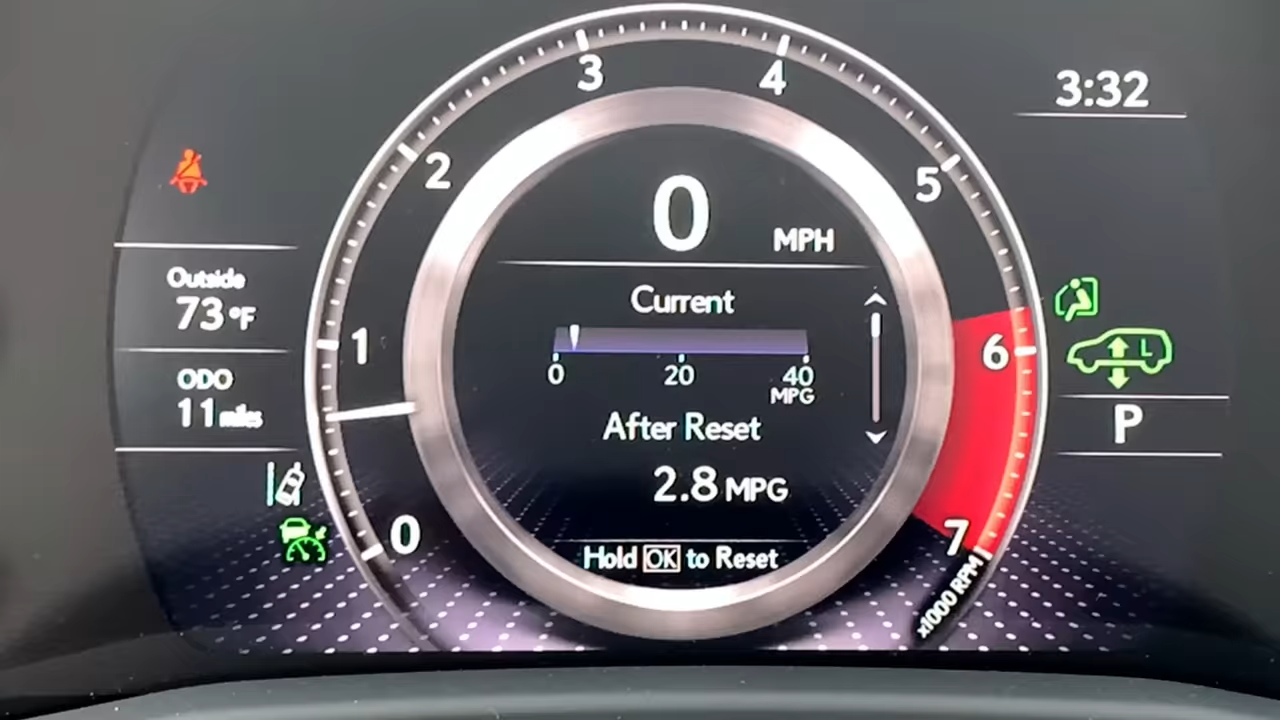 3:32
0
MPH
Outside
73°F
ODO
11 miles
Current
0 20 40
MPG
After Reset
2.8 MPG
Hold OK to Reset
0
1
2
3
4
5
6
7
x1000 RPM
L
P